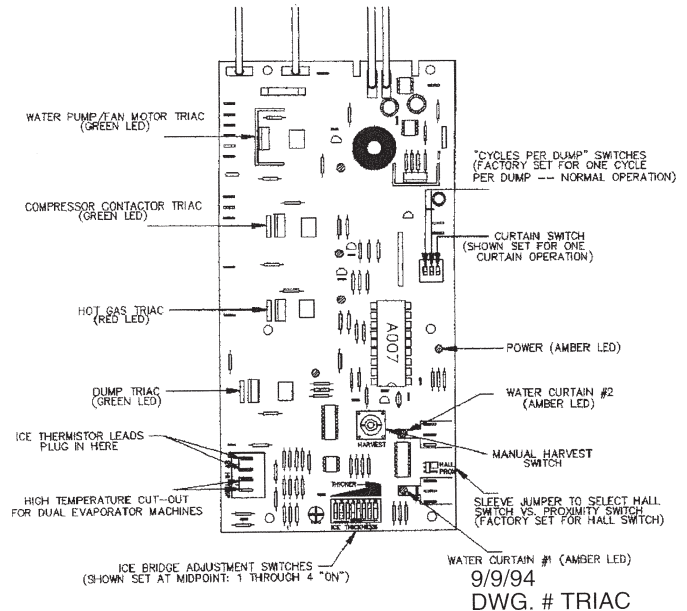 WATER PUMP/FAN MOTOR TRIAC
(GREEN LED)
"CYCLES PER DUMP" SWITCHES
(FACTORY SET FOR ONE CYCLE
PER DUMP -- NORMAL OPERATION)
COMPRESSOR CONTACTOR TRIAC
(GREEN LED)
CURTAIN SWITCH
(SHOWN SET FOR ONE
CURTAIN OPERATION)
HOT GAS TRIAC
(RED LED)
A007
POWER (AMBER LED)
DUMP TRIAC
(GREEN LED)
WATER CURTAIN #2
(AMBER LED)
HARVEST
ICE THERMISTOR LEADS
PLUG IN HERE
MANUAL HARVEST
SWITCH
HALL
PROX
THICKER
HIGH TEMPERATURE CUT-OUT
FOR DUAL EVAPORATOR MACHINES
SLEEVE JUMPER TO SELECT HALL
SWITCH VS. PROXIMITY SWITCH
(FACTORY SET FOR HALL SWITCH)
ICE THICKNESS
ICE BRIDGE ADJUSTMENT SWITCHES
(SHOWN SET AT MIDPOINT: 1 THROUGH 4 "ON")
WATER CURTAIN #1 (AMBER LED)
9/9/94
DWG. # TRIAC